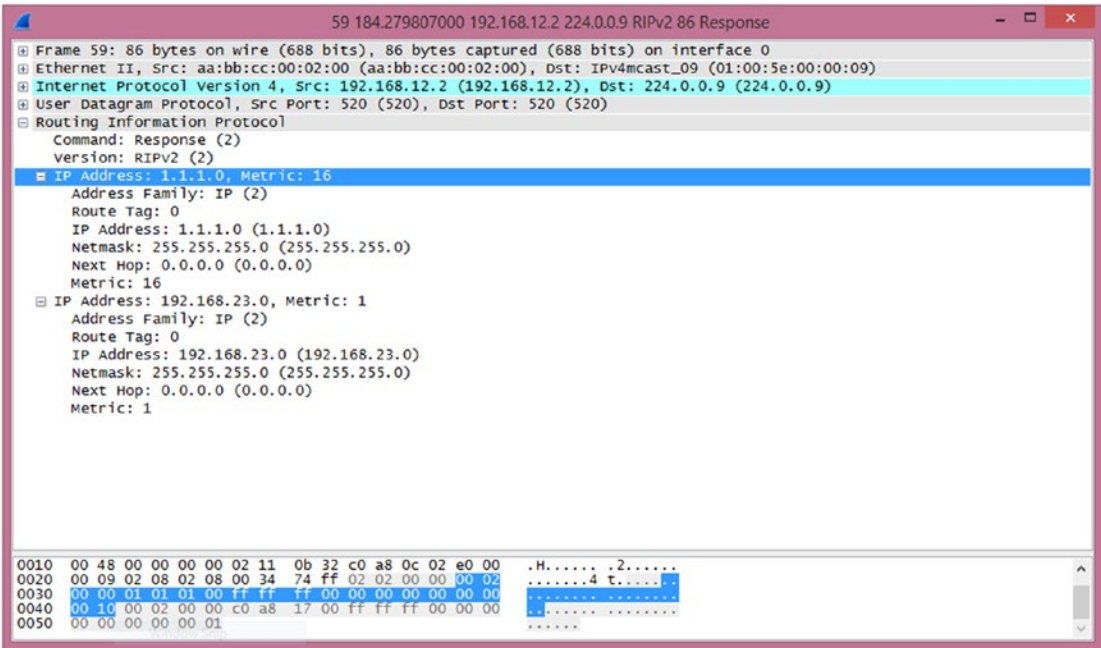 59 184.279807000 192.168.12.2 224.0.0.9 RIPv2 86 Response
Frame 59: 86 bytes on wire (688 bits), 86 bytes captured (688 bits) on interface 0
Ethernet II, Src: aa:bb:cc:00:02:00 (aa:bb:cc:00:02:00), Dst: IPv4mcast_09 (01:00:5e:00:00:09)
Internet Protocol Version 4, Src: 192.168.12.2 (192.168.12.2), Dst: 224.0.0.9 (224.0.0.9)
User Datagram Protocol, Src Port: 520 (520), Dst Port: 520 (520)
Routing Information Protocol
Command: Response (2)
Version: RIPv2 (2)
IP Address: 1.1.1.0, Metric: 16
Address Family: IP (2)
Route Tag: 0
IP Address: 1.1.1.0 (1.1.1.0)
Netmask: 255.255.255.0 (255.255.255.0)
Next Hop: 0.0.0.0 (0.0.0.0)
Metric: 16
IP Address: 192.168.23.0, Metric: 1
Address Family: IP (2)
Route Tag: 0
IP Address: 192.168.23.0 (192.168.23.0)
Netmask: 255.255.255.0 (255.255.255.0)
Next Hop: 0.0.0.0 (0.0.0.0)
Metric: 1
0010 00 48 00 00 00 00 02 11 0b 32 c0 a8 0c 02 e0 00 .H...... .2......
0020 00 09 02 08 02 08 00 34 74 ff 02 02 00 00 00 02 .......4 t.......
0030 00 00 01 01 01 00 ff ff ff 00 00 00 00 00 00 00 ........ ........
0040 00 10 00 02 00 00 c0 a8 17 00 ff ff ff 00 00 00 ........ ........
0050 00 00 00 00 00 01 ......
Window Snip